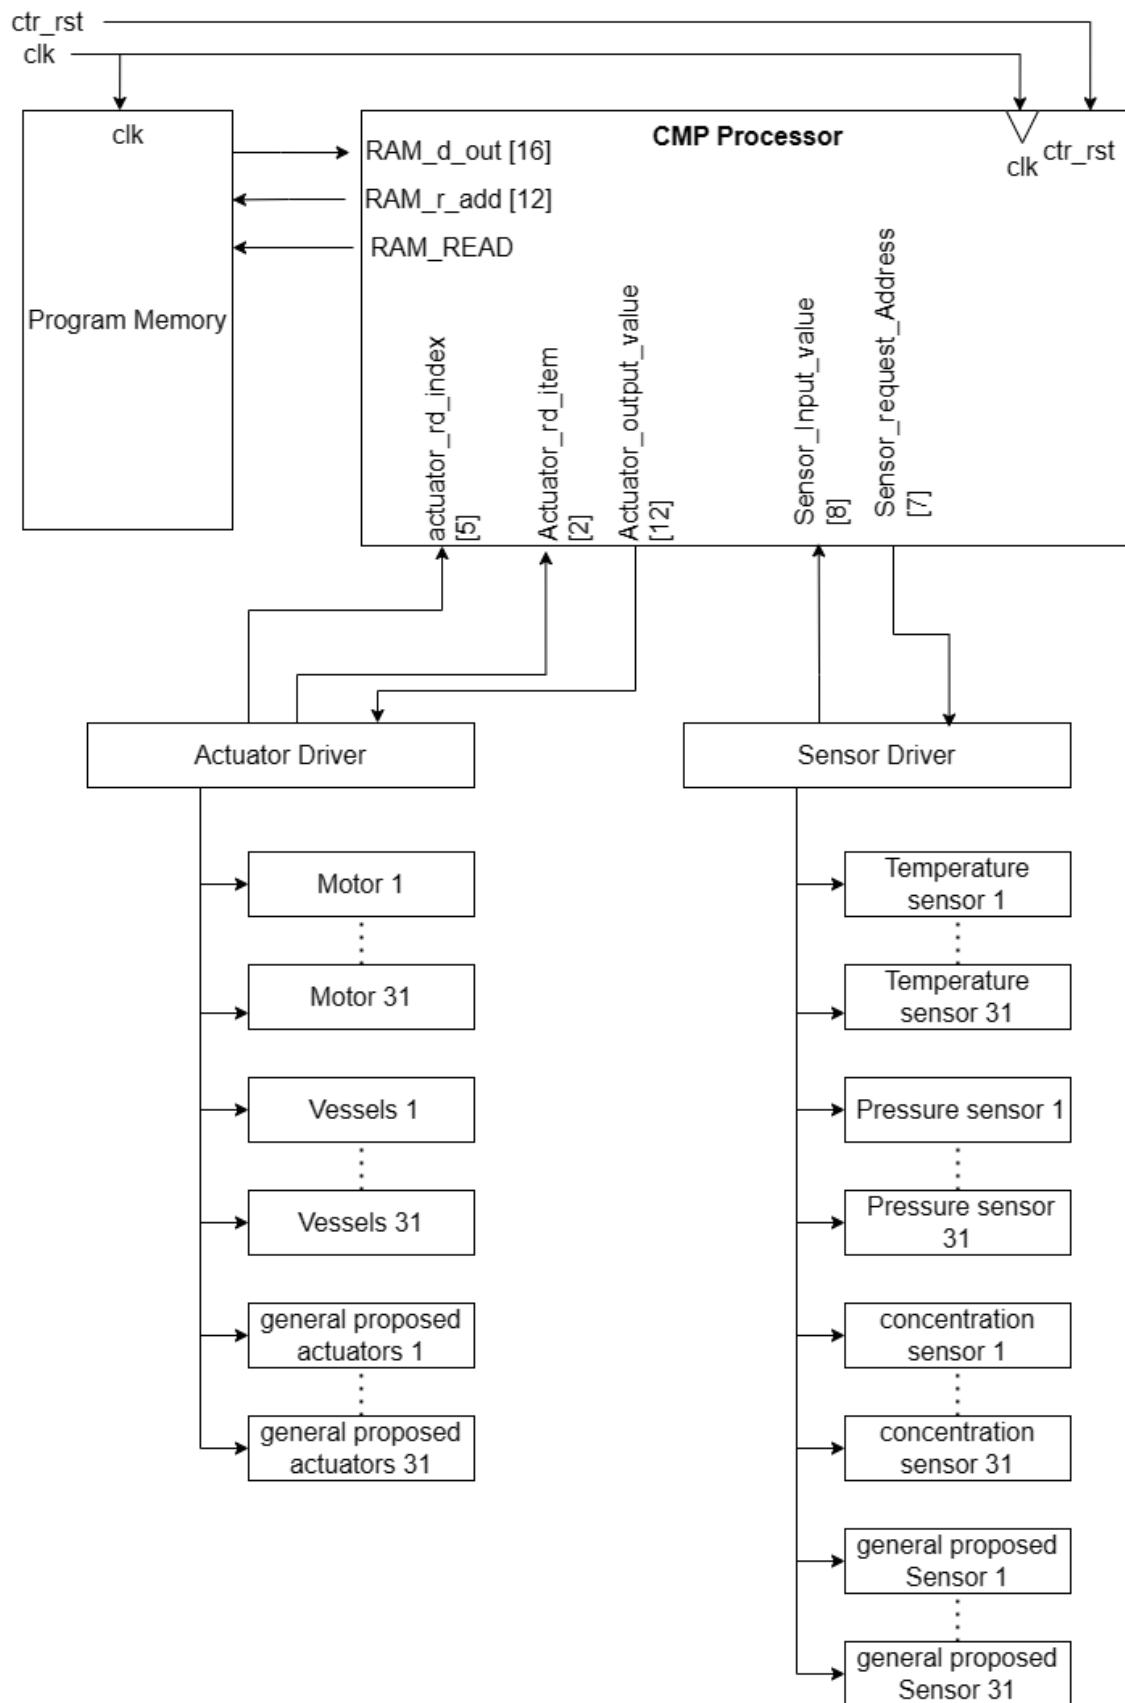 ctr_rst
clk
clk
Program Memory
CMP Processor
RAM_d_out [16]
RAM_r_add [12]
RAM_READ
clk
ctr_rst
actuator_rd_index
[5]
Actuator_rd_item
[2]
Actuator_output_value
[12]
Sensor_Input_value
[8]
Sensor_request_Address
[7]
Actuator Driver
Motor 1
Motor 31
Vessels 1
Vessels 31
general proposed
actuators 1
general proposed
actuators 31
Sensor Driver
Temperature
sensor 1
Temperature
sensor 31
Pressure sensor 1
Pressure sensor
31
concentration
sensor 1
concentration
sensor 31
general proposed
Sensor 1
general proposed
Sensor 31